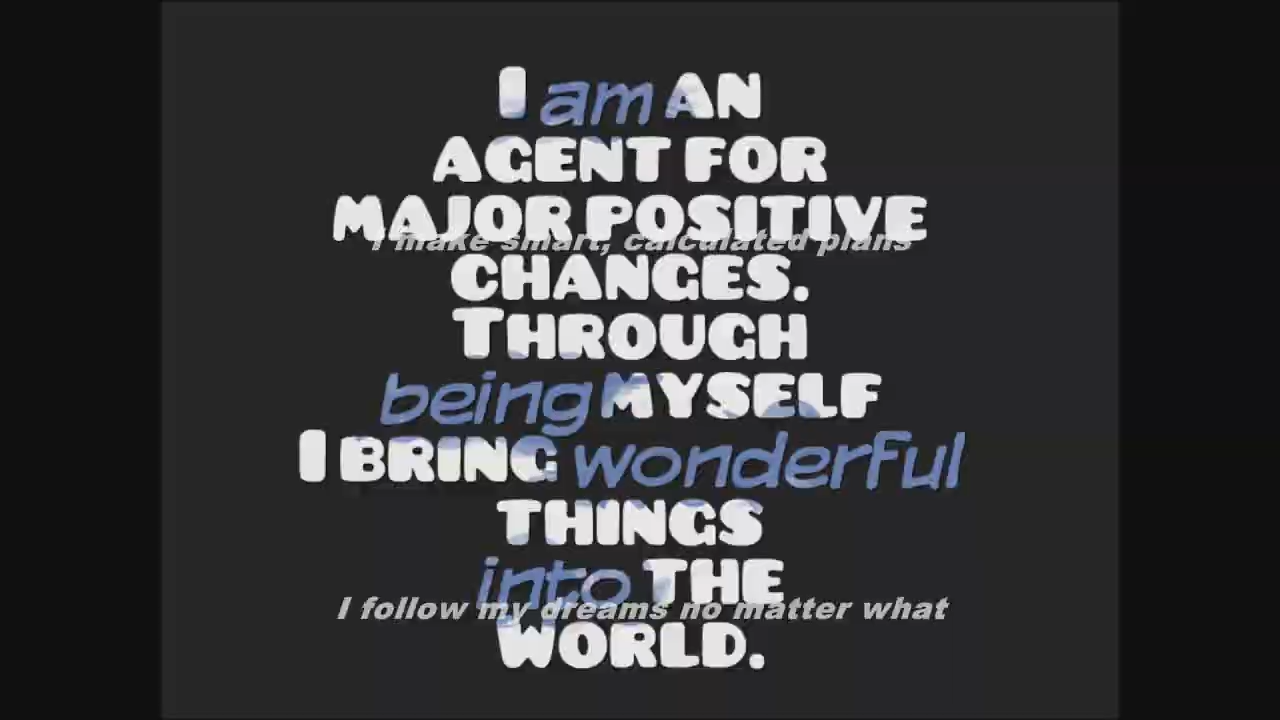 I am AN
AGENT FOR
MAJOR POSITIVE
I make smart, calculated plans
CHANGES.
THROUGH
being MYSELF
I BRING wonderful
THINGS
into THE
I follow my dreams no matter what
WORLD.